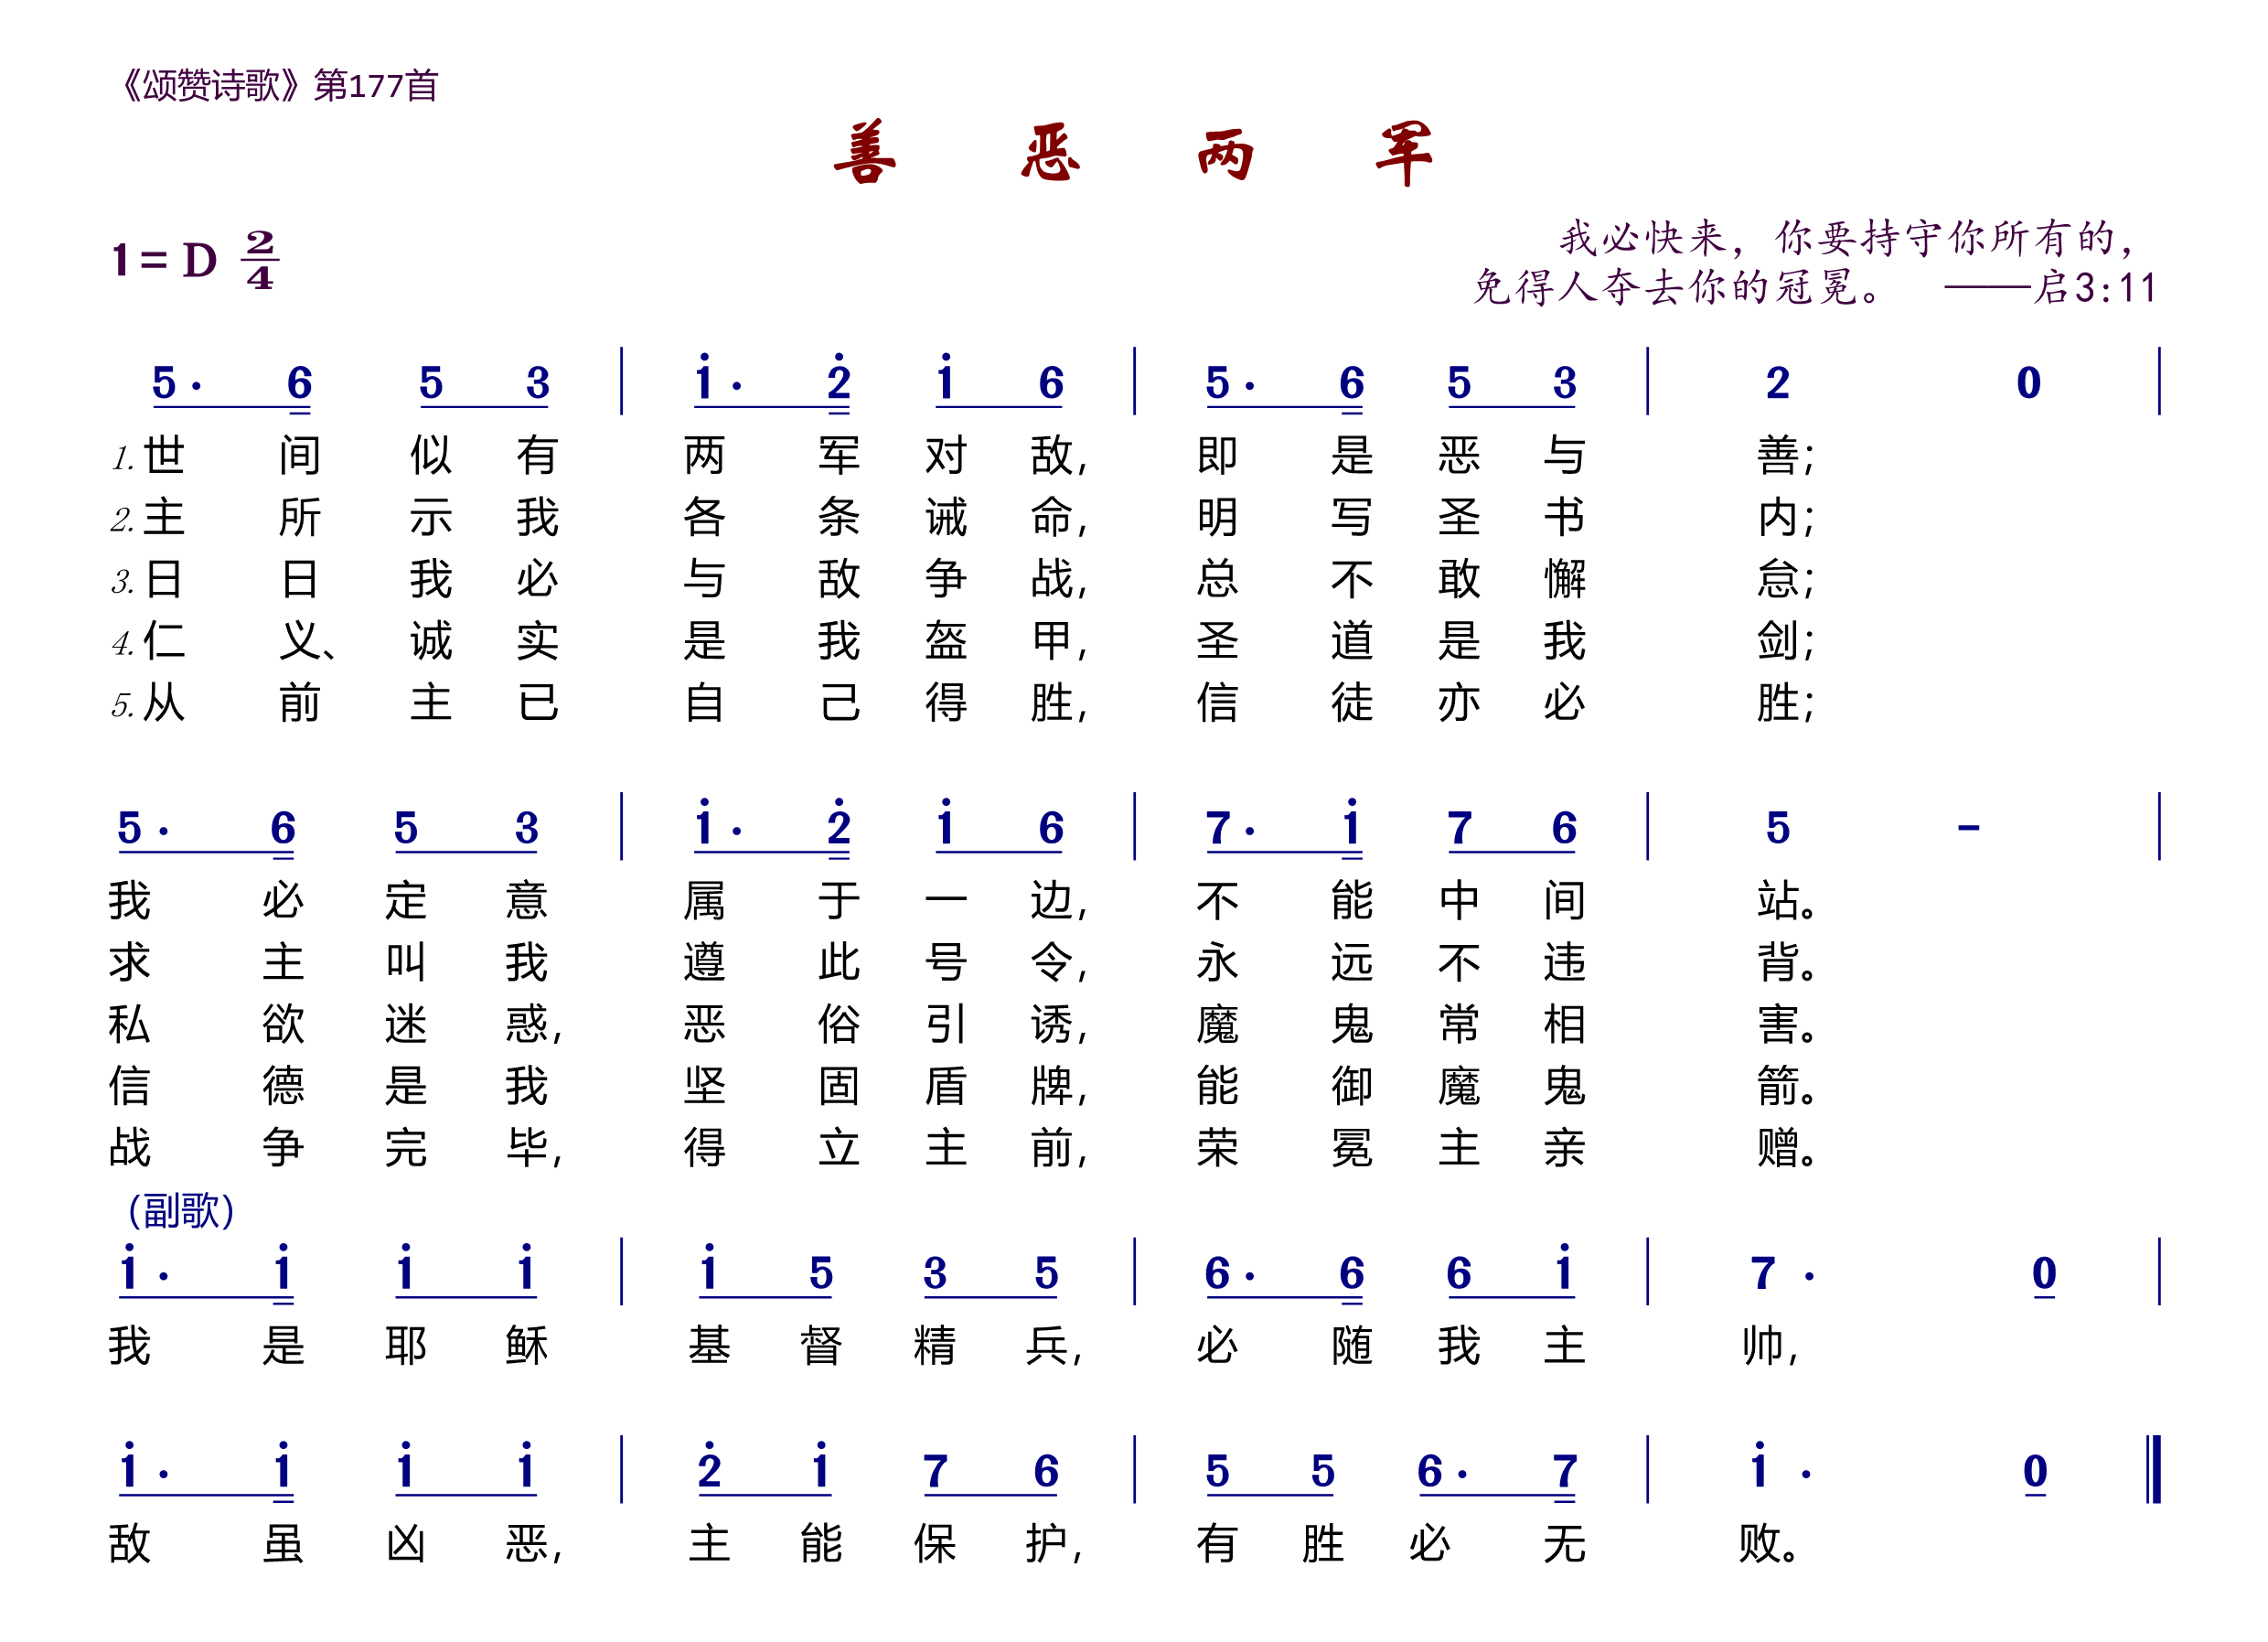 《颂赞诗歌》第177首
善 恶 两 军
1= D 2/4
我必快来，你要持守你所有的，
免得人夺去你的冠冕。 ——启3:11
5· 6 5 3 | i· 2̇ i 6 | 5· 6 5 3 | 2 0 |
1.世 间 似 有 两 军 对 敌， 即 是 恶 与 善；
2.主 所 示 我 各 条 诫 命， 明 写 圣 书 内；
3.日 日 我 必 与 敌 争 战， 总 不 敢 懈 怠；
4.仁 义、 诚 实 是 我 盔 甲， 圣 道 是 我 剑；
5.从 前 主 已 自 己 得 胜， 信 徒 亦 必 胜；
5· 6 5 3 | i· 2̇ i 6 | 7· i 7 6 | 5 - |
我 必 定 意 属 于 一 边， 不 能 中 间 站。
求 主 叫 我 遵 此 号 令， 永 远 不 违 背。
私 欲 迷 惑， 恶 俗 引 诱， 魔 鬼 常 相 害。
信 德 是 我 坚 固 盾 牌， 能 御 魔 鬼 箭。
战 争 完 毕， 得 立 主 前， 荣 冕 主 亲 赠。
（副歌）
i· i i i | i 5 3 5 | 6· 6 6 i | 7· 0 |
我 是 耶 稣 基 督 精 兵， 必 随 我 主 帅，
i· i i i | 2̇ i 7 6 | 5 5 6· 7 | i· 0 ‖
敌 虽 凶 恶， 主 能 保 护， 有 胜 必 无 败。